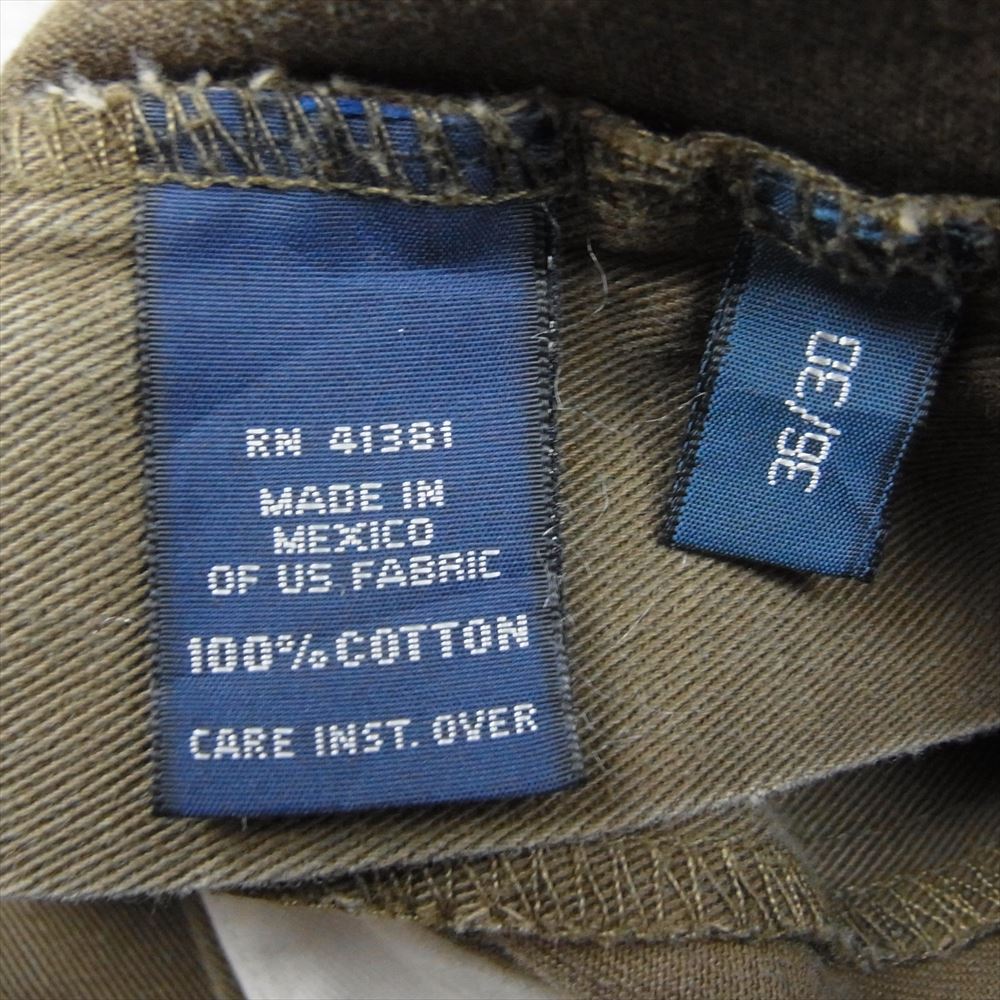 RN 41381
MADE IN
MEXICO
OF US FABRIC
100% COTTON
CARE INST. OVER
36/30